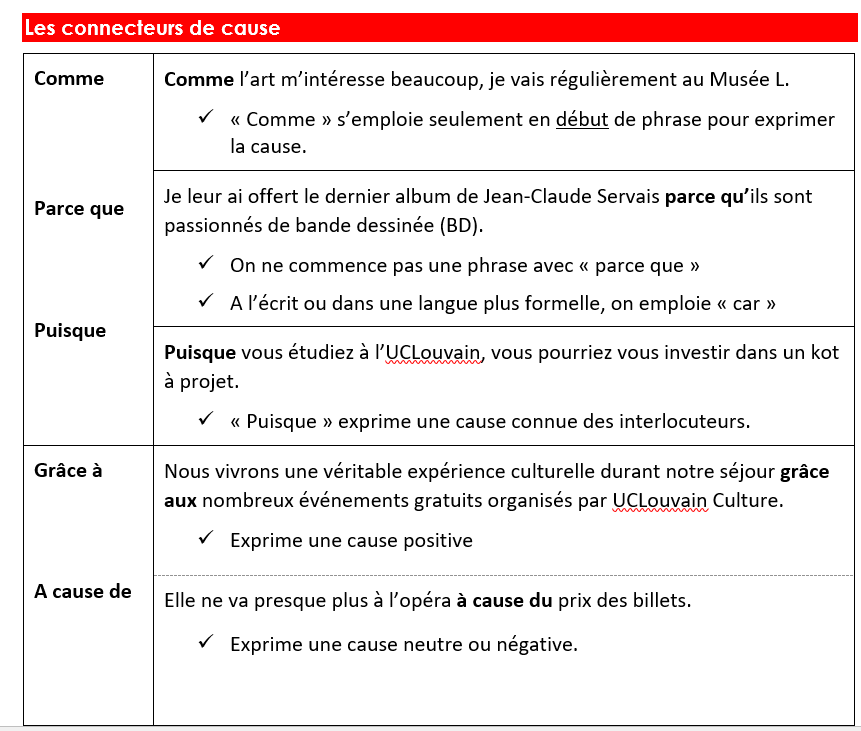 Les connecteurs de cause
Comme
Comme l’art m’intéresse beaucoup, je vais régulièrement au Musée L.
✓ « Comme » s’emploie seulement en début de phrase pour exprimer
la cause.
Parce que
Je leur ai offert le dernier album de Jean-Claude Servais parce qu’ils sont
passionnés de bande dessinée (BD).
✓ On ne commence pas une phrase avec « parce que »
✓ A l’écrit ou dans une langue plus formelle, on emploie « car »
Puisque
Puisque vous étudiez à l’UCLouvain, vous pourriez vous investir dans un kot
à projet.
✓ « Puisque » exprime une cause connue des interlocuteurs.
Grâce à
Nous vivrons une véritable expérience culturelle durant notre séjour grâce
aux nombreux événements gratuits organisés par UCLouvain Culture.
✓ Exprime une cause positive
A cause de
Elle ne va presque plus à l’opéra à cause du prix des billets.
✓ Exprime une cause neutre ou négative.